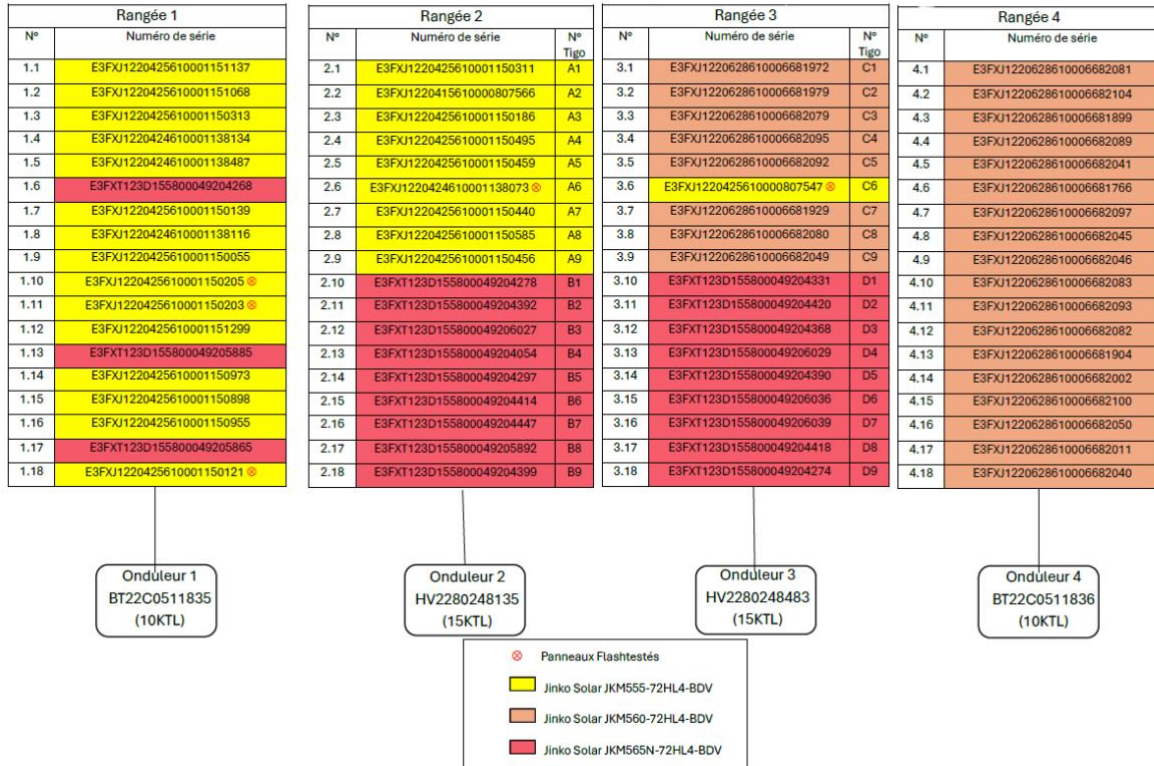 Rangée 1
N° Numéro de série
1.1 E3FXJ1220425610001151137
1.2 E3FXJ1220425610001151068
1.3 E3FXJ1220425610001150313
1.4 E3FXJ1220424610001138134
1.5 E3FXJ1220424610001138487
1.6 E3FXT123D155800049204268
1.7 E3FXJ1220425610001150139
1.8 E3FXJ1220424610001138116
1.9 E3FXJ1220425610001150055
1.10 E3FXJ1220425610001150205 ⊗
1.11 E3FXJ1220425610001150203 ⊗
1.12 E3FXJ1220425610001151299
1.13 E3FXT123D155800049205885
1.14 E3FXJ1220425610001150973
1.15 E3FXJ1220425610001150898
1.16 E3FXJ1220425610001150955
1.17 E3FXT123D155800049205865
1.18 E3FXJ1220425610001150121 ⊗
Onduleur 1
BT22C0511835
(10KTL)
Rangée 2
N° Numéro de série N° Tigo
2.1 E3FXJ1220425610001150311 A1
2.2 E3FXJ1220415610000807566 A2
2.3 E3FXJ1220425610001150186 A3
2.4 E3FXJ1220425610001150495 A4
2.5 E3FXJ1220425610001150459 A5
2.6 E3FXJ1220424610001138073 ⊗ A6
2.7 E3FXJ1220425610001150440 A7
2.8 E3FXJ1220425610001150585 A8
2.9 E3FXJ1220425610001150456 A9
2.10 E3FXT123D155800049204278 B1
2.11 E3FXT123D155800049204392 B2
2.12 E3FXT123D155800049206027 B3
2.13 E3FXT123D155800049204054 B4
2.14 E3FXT123D155800049204297 B5
2.15 E3FXT123D155800049204414 B6
2.16 E3FXT123D155800049204447 B7
2.17 E3FXT123D155800049205892 B8
2.18 E3FXT123D155800049204399 B9
Onduleur 2
HV2280248135
(15KTL)
Rangée 3
N° Numéro de série N° Tigo
3.1 E3FXJ1220628610006681972 C1
3.2 E3FXJ1220628610006681979 C2
3.3 E3FXJ1220628610006682079 C3
3.4 E3FXJ1220628610006682095 C4
3.5 E3FXJ1220628610006682092 C5
3.6 E3FXJ1220425610000807547 ⊗ C6
3.7 E3FXJ1220628610006681929 C7
3.8 E3FXJ1220628610006682080 C8
3.9 E3FXJ1220628610006682049 C9
3.10 E3FXT123D155800049204331 D1
3.11 E3FXT123D155800049204420 D2
3.12 E3FXT123D155800049204368 D3
3.13 E3FXT123D155800049206029 D4
3.14 E3FXT123D155800049204390 D5
3.15 E3FXT123D155800049206036 D6
3.16 E3FXT123D155800049206039 D7
3.17 E3FXT123D155800049204418 D8
3.18 E3FXT123D155800049204274 D9
Onduleur 3
HV2280248483
(15KTL)
Rangée 4
N° Numéro de série
4.1 E3FXJ1220628610006682081
4.2 E3FXJ1220628610006682104
4.3 E3FXJ1220628610006681899
4.4 E3FXJ1220628610006682089
4.5 E3FXJ1220628610006682041
4.6 E3FXJ1220628610006681766
4.7 E3FXJ1220628610006682097
4.8 E3FXJ1220628610006682045
4.9 E3FXJ1220628610006682046
4.10 E3FXJ1220628610006682083
4.11 E3FXJ1220628610006682093
4.12 E3FXJ1220628610006682082
4.13 E3FXJ1220628610006681904
4.14 E3FXJ1220628610006682002
4.15 E3FXJ1220628610006682100
4.16 E3FXJ1220628610006682050
4.17 E3FXJ1220628610006682011
4.18 E3FXJ1220628610006682040
Onduleur 4
BT22C0511836
(10KTL)
⊗ Panneaux Flashtestés
Jinko Solar JKM555-72HL4-BDV
Jinko Solar JKM560-72HL4-BDV
Jinko Solar JKM565N-72HL4-BDV